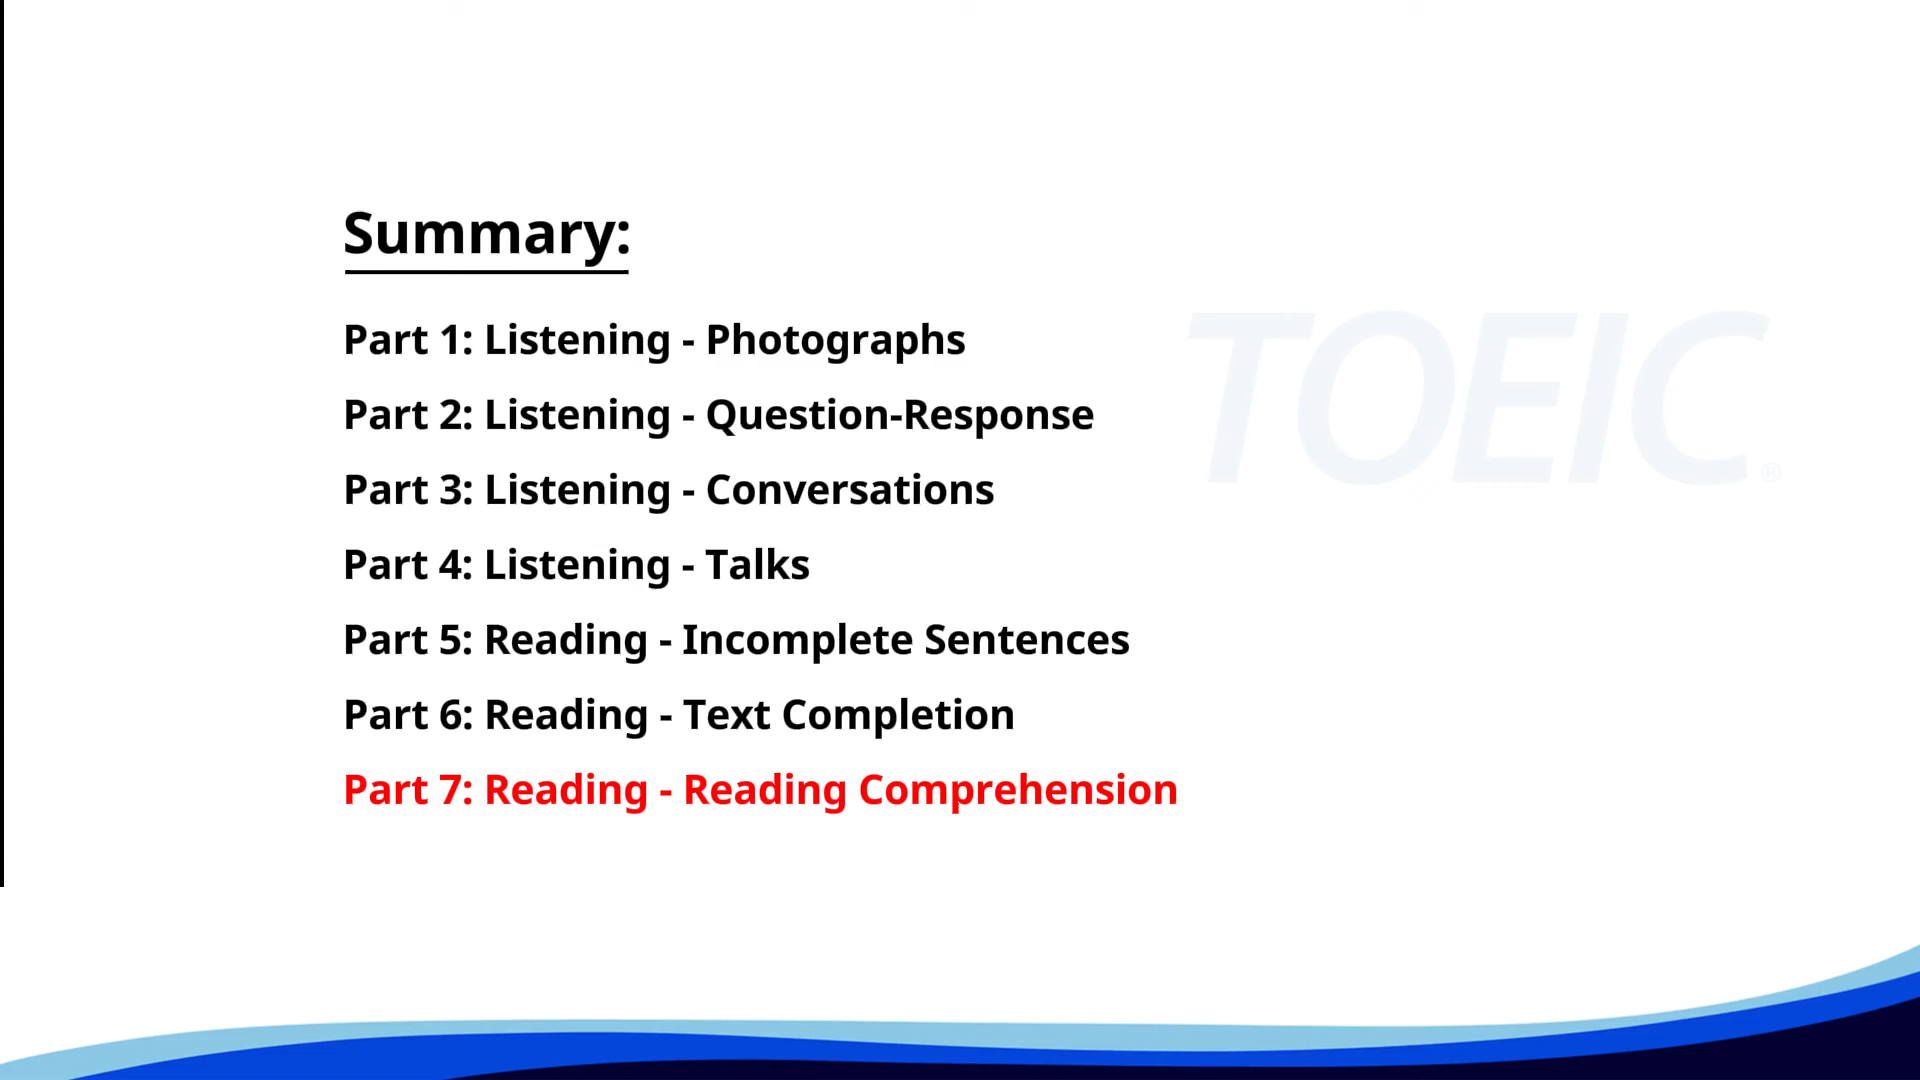 Summary:
Part 1: Listening - Photographs
TOEIC®
Part 2: Listening - Question-Response
Part 3: Listening - Conversations
Part 4: Listening - Talks
Part 5: Reading - Incomplete Sentences
Part 6: Reading - Text Completion
Part 7: Reading - Reading Comprehension